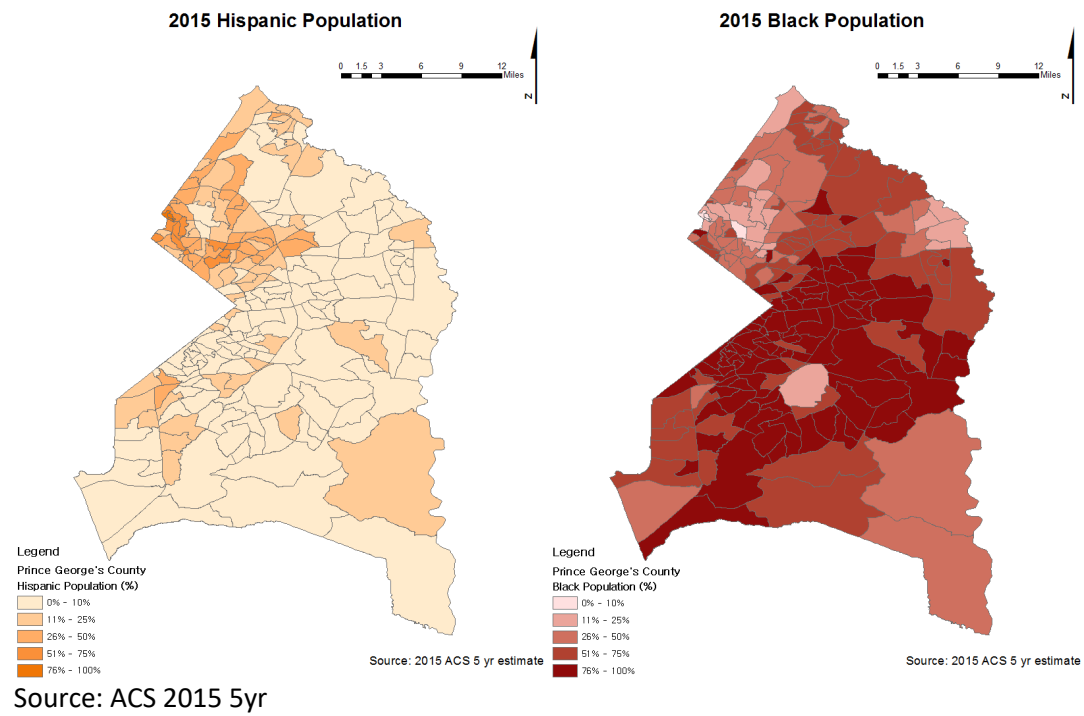 2015 Hispanic Population
0 1.5 3 6 9 12
Miles
N
Legend
Prince George's County
Hispanic Population (%)
0% - 10%
11% - 25%
26% - 50%
51% - 75%
76% - 100%
Source: 2015 ACS 5 yr estimate
2015 Black Population
0 1.5 3 6 9 12
Miles
N
Legend
Prince George's County
Black Population (%)
0% - 10%
11% - 25%
26% - 50%
51% - 75%
76% - 100%
Source: 2015 ACS 5 yr estimate
Source: ACS 2015 5yr